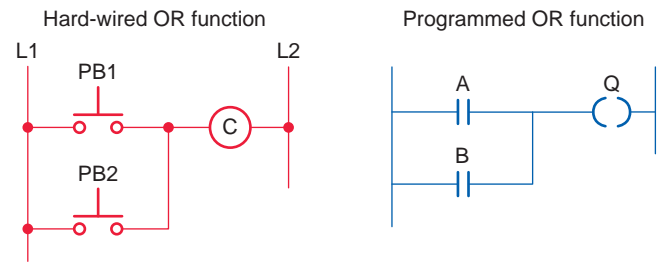 Hard-wired OR function
L1
L2
PB1
C
PB2
Programmed OR function
A
Q
B